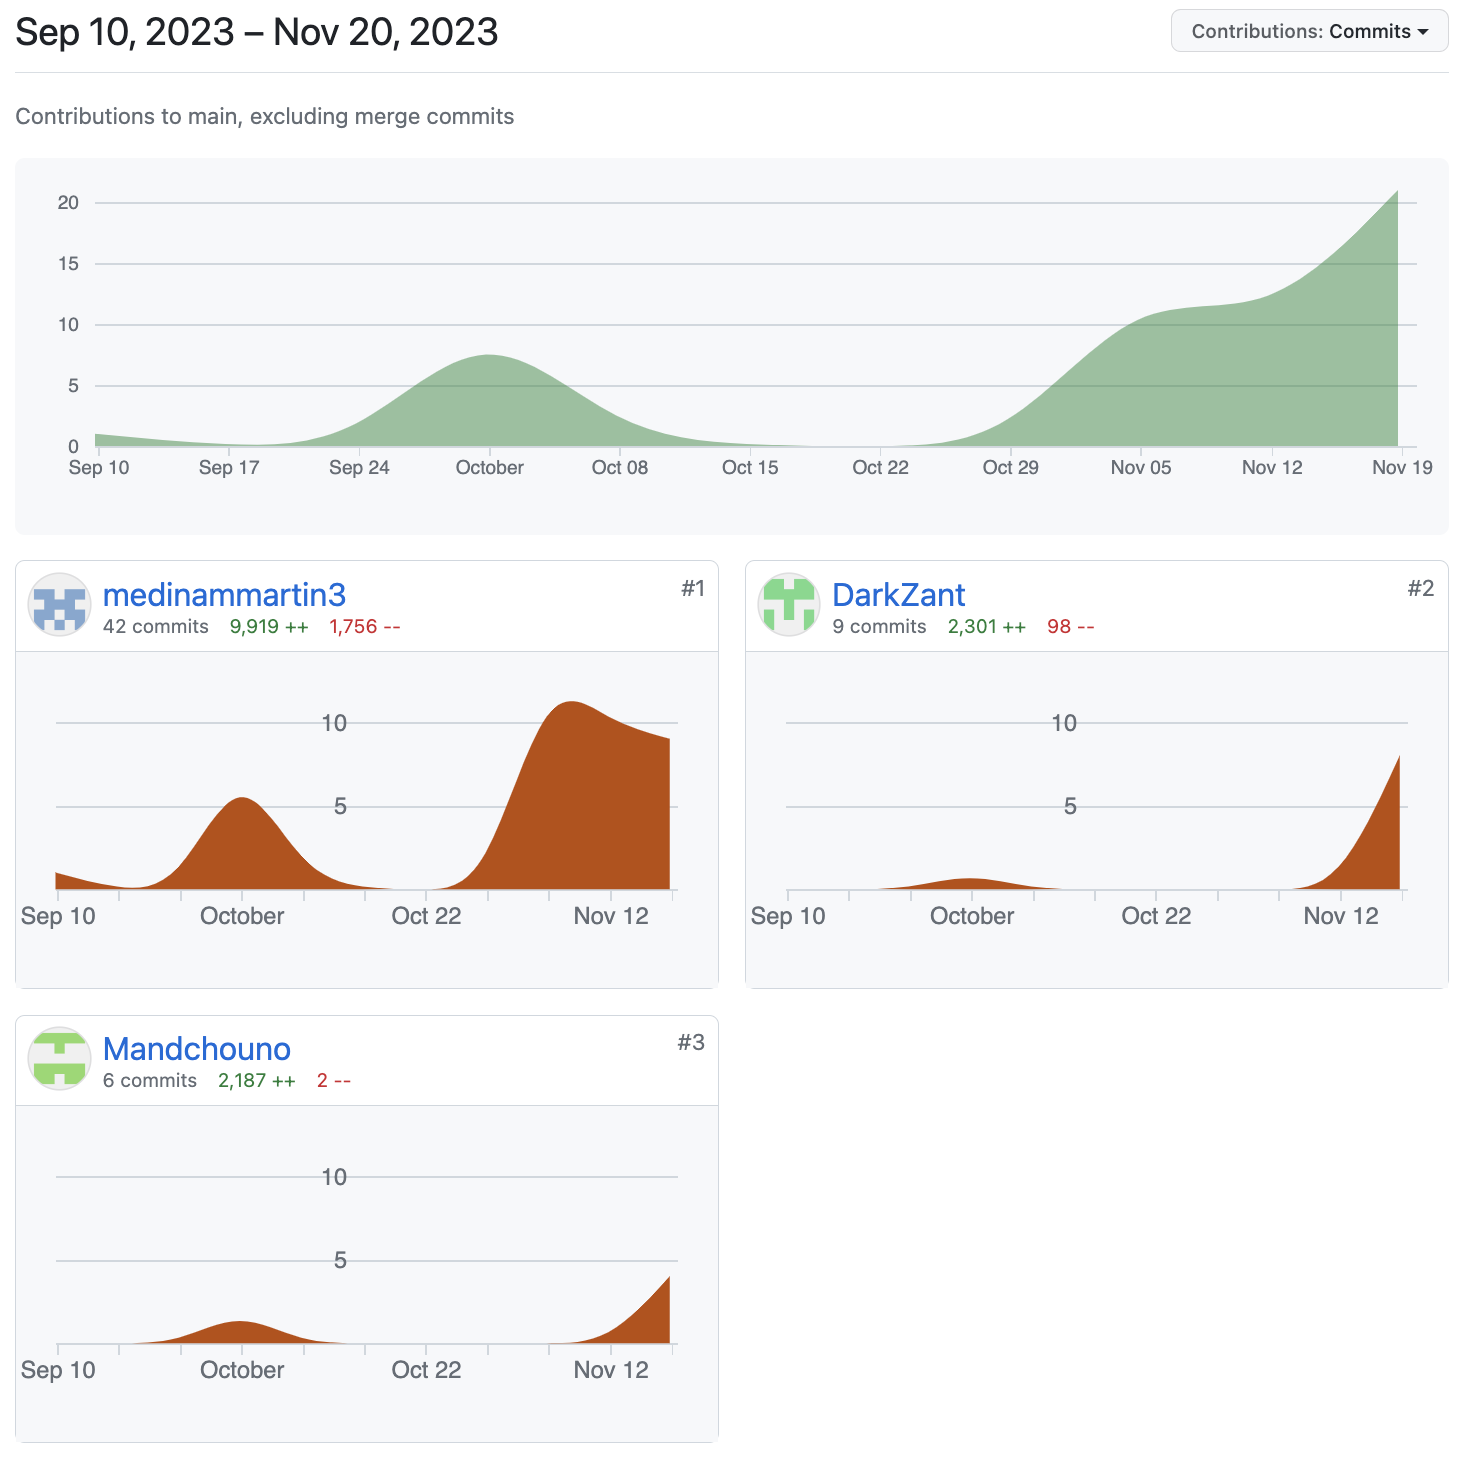 Sep 10, 2023 – Nov 20, 2023
Contributions: Commits
Contributions to main, excluding merge commits
20
15
10
5
0
Sep 10 Sep 17 Sep 24 October Oct 08 Oct 15 Oct 22 Oct 29 Nov 05 Nov 12 Nov 19
medinammartin3
#1
42 commits 9,919 ++ 1,756 --
10
5
Sep 10 October Oct 22 Nov 12
DarkZant
#2
9 commits 2,301 ++ 98 --
10
5
Sep 10 October Oct 22 Nov 12
Mandchouno
#3
6 commits 2,187 ++ 2 --
10
5
Sep 10 October Oct 22 Nov 12